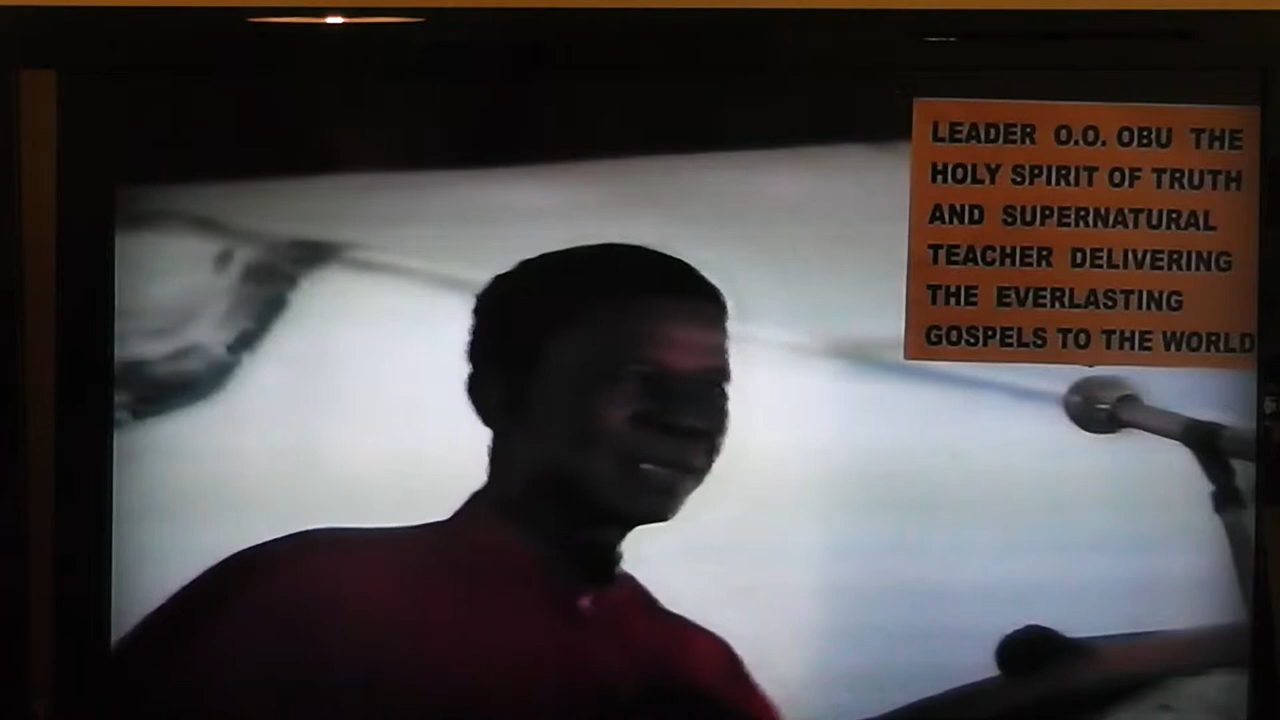 LEADER O.O. OBU THE
HOLY SPIRIT OF TRUTH
AND SUPERNATURAL
TEACHER DELIVERING
THE EVERLASTING
GOSPELS TO THE WORLD